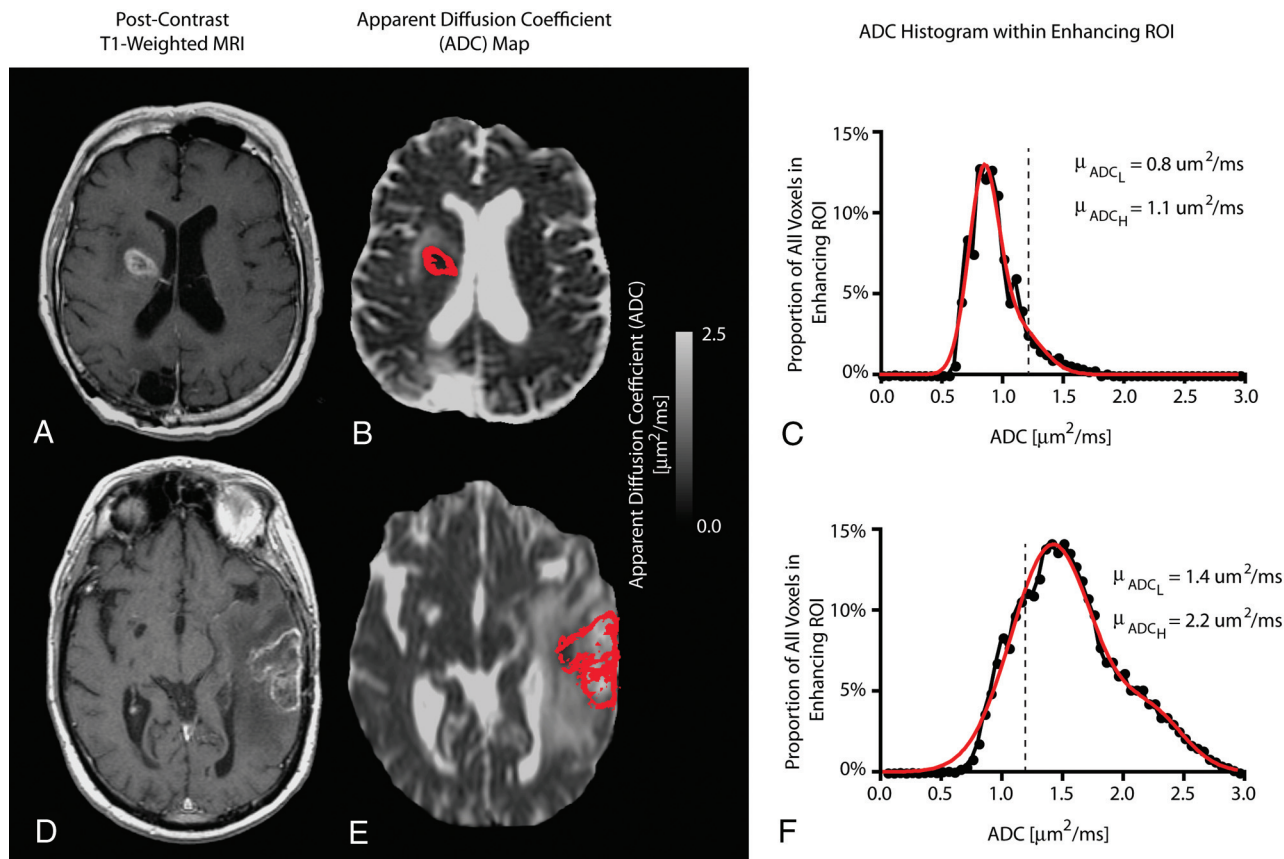 Post-Contrast
T1-Weighted MRI
Apparent Diffusion Coefficient
(ADC) Map
ADC Histogram within Enhancing ROI
A
B
Apparent Diffusion Coefficient (ADC)
[μm²/ms]
2.5
0.0
Proportion of All Voxels in
Enhancing ROI
15%
10%
5%
0%
μ ADC_L = 0.8 um²/ms
μ ADC_H = 1.1 um²/ms
0.0 0.5 1.0 1.5 2.0 2.5 3.0
ADC [μm²/ms]
C
D
E
Proportion of All Voxels in
Enhancing ROI
15%
10%
5%
0%
μ ADC_L = 1.4 um²/ms
μ ADC_H = 2.2 um²/ms
0.0 0.5 1.0 1.5 2.0 2.5 3.0
ADC [μm²/ms]
F